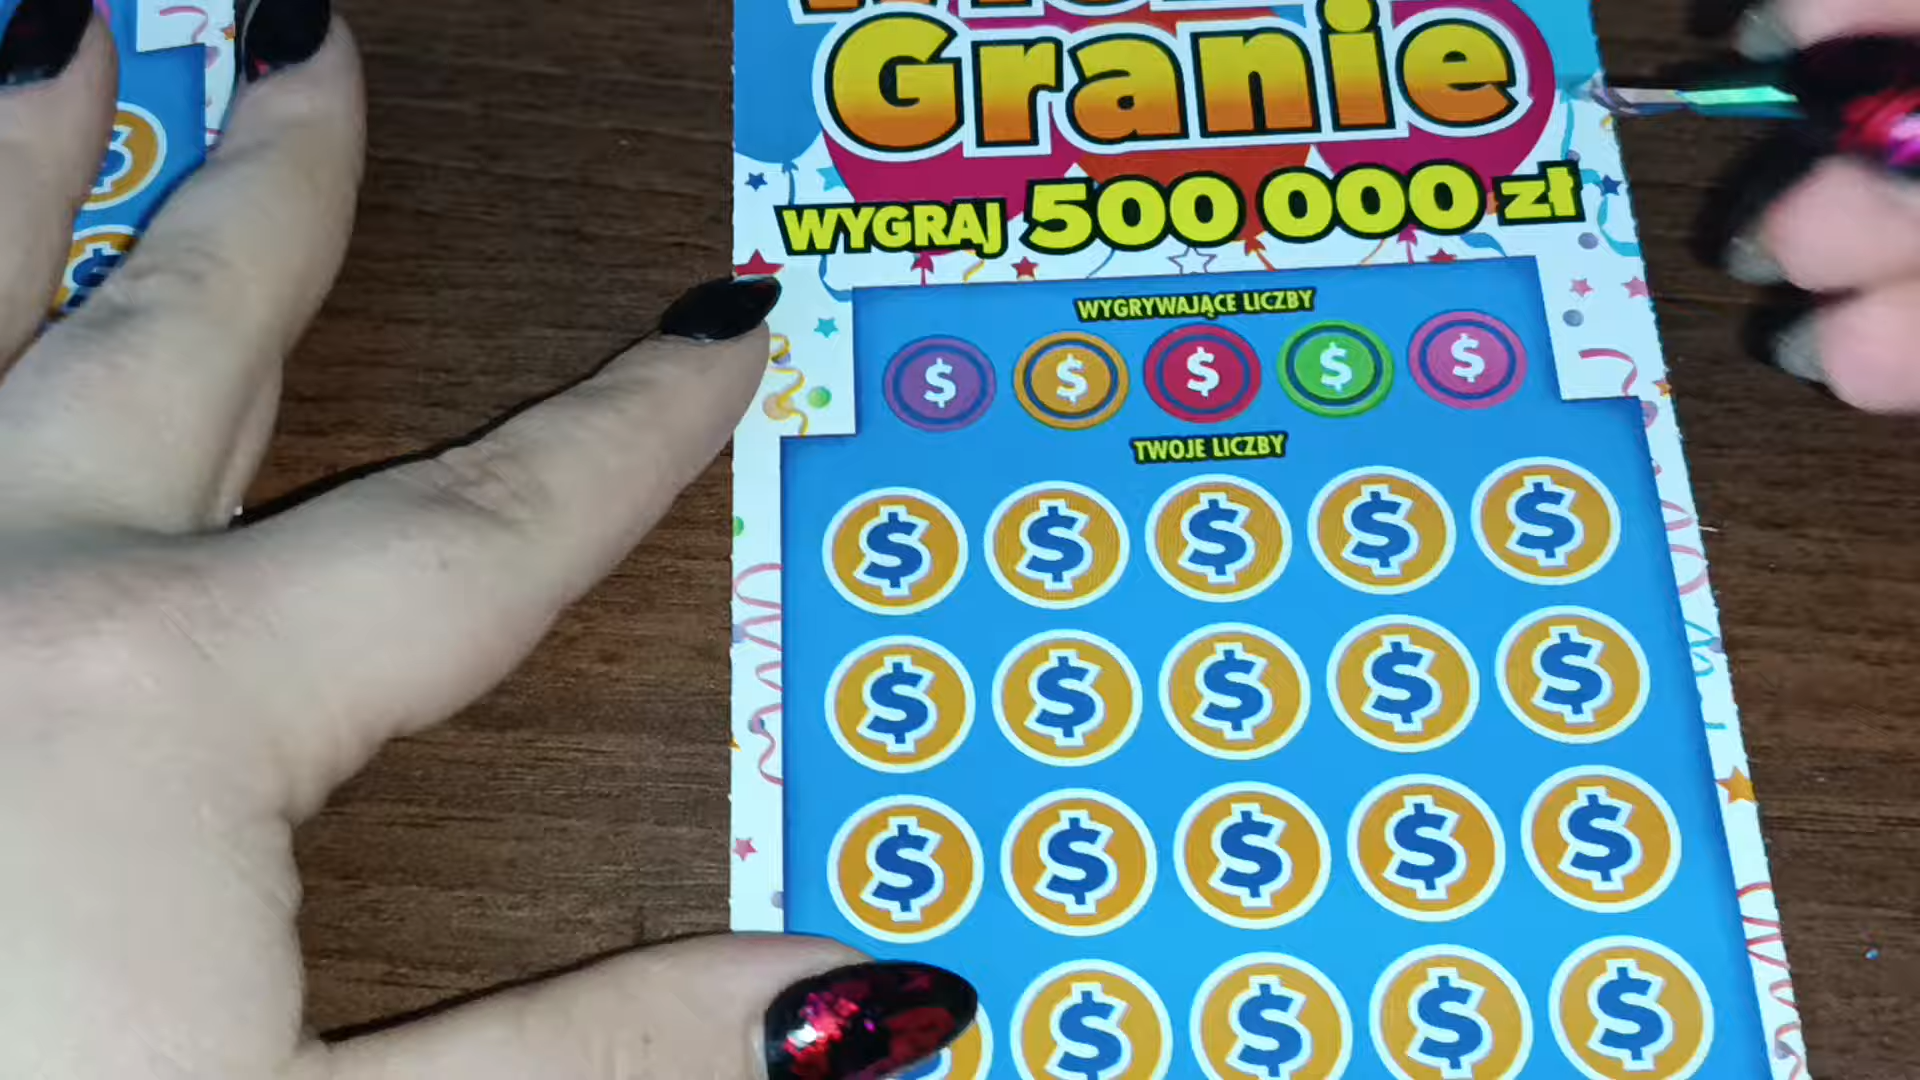 Granie
WYGRAJ 500 000 zł
WYGRYWAJĄCE LICZBY
$ $ $ $ $
TWOJE LICZBY
$ $ $ $ $
$ $ $ $ $
$ $ $ $ $
$ $ $ $